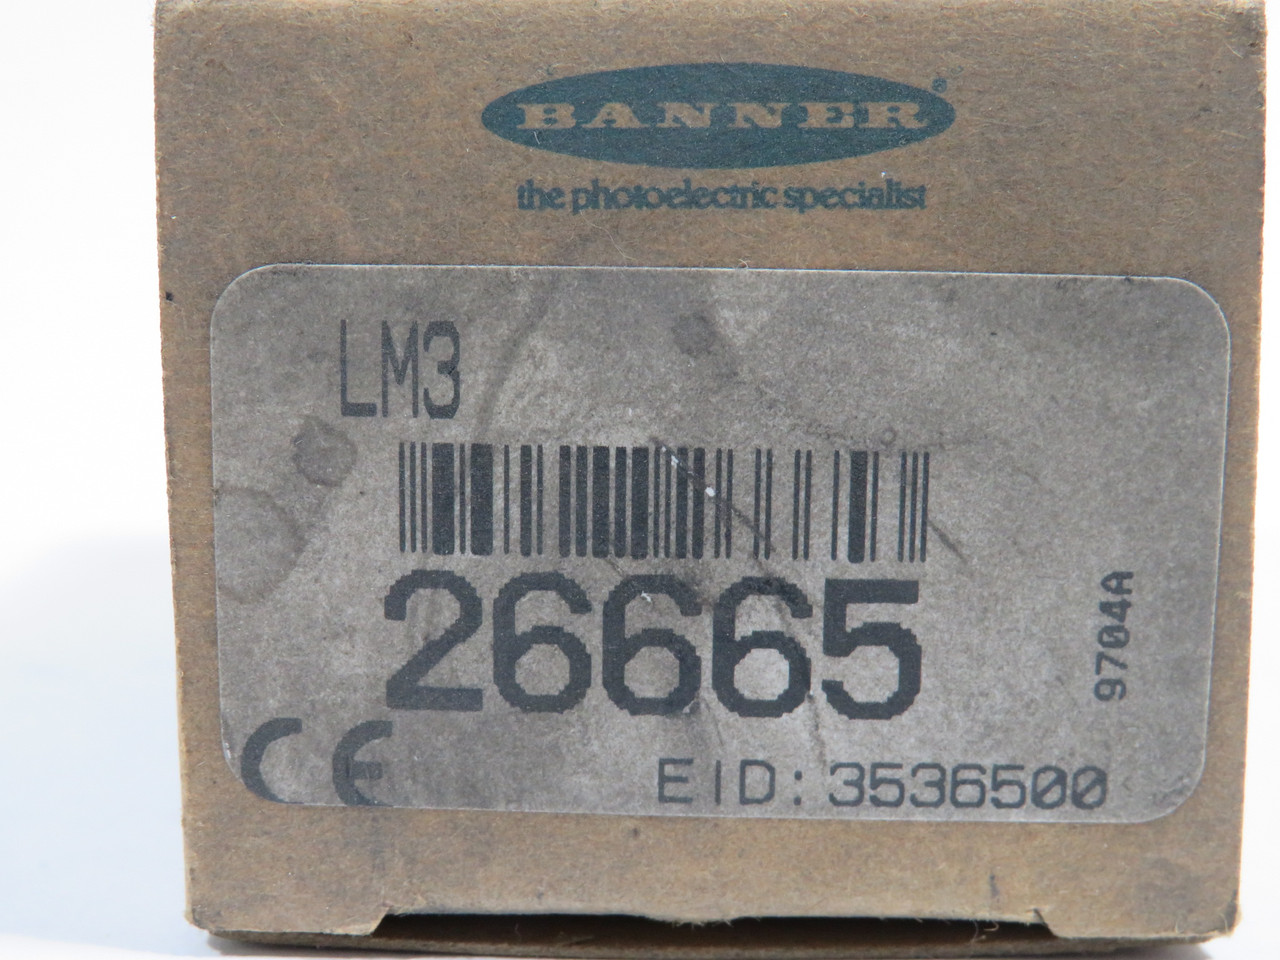 BANNER®
the photoelectric specialist
LM3
26665
9704A
CE
EID: 3536500